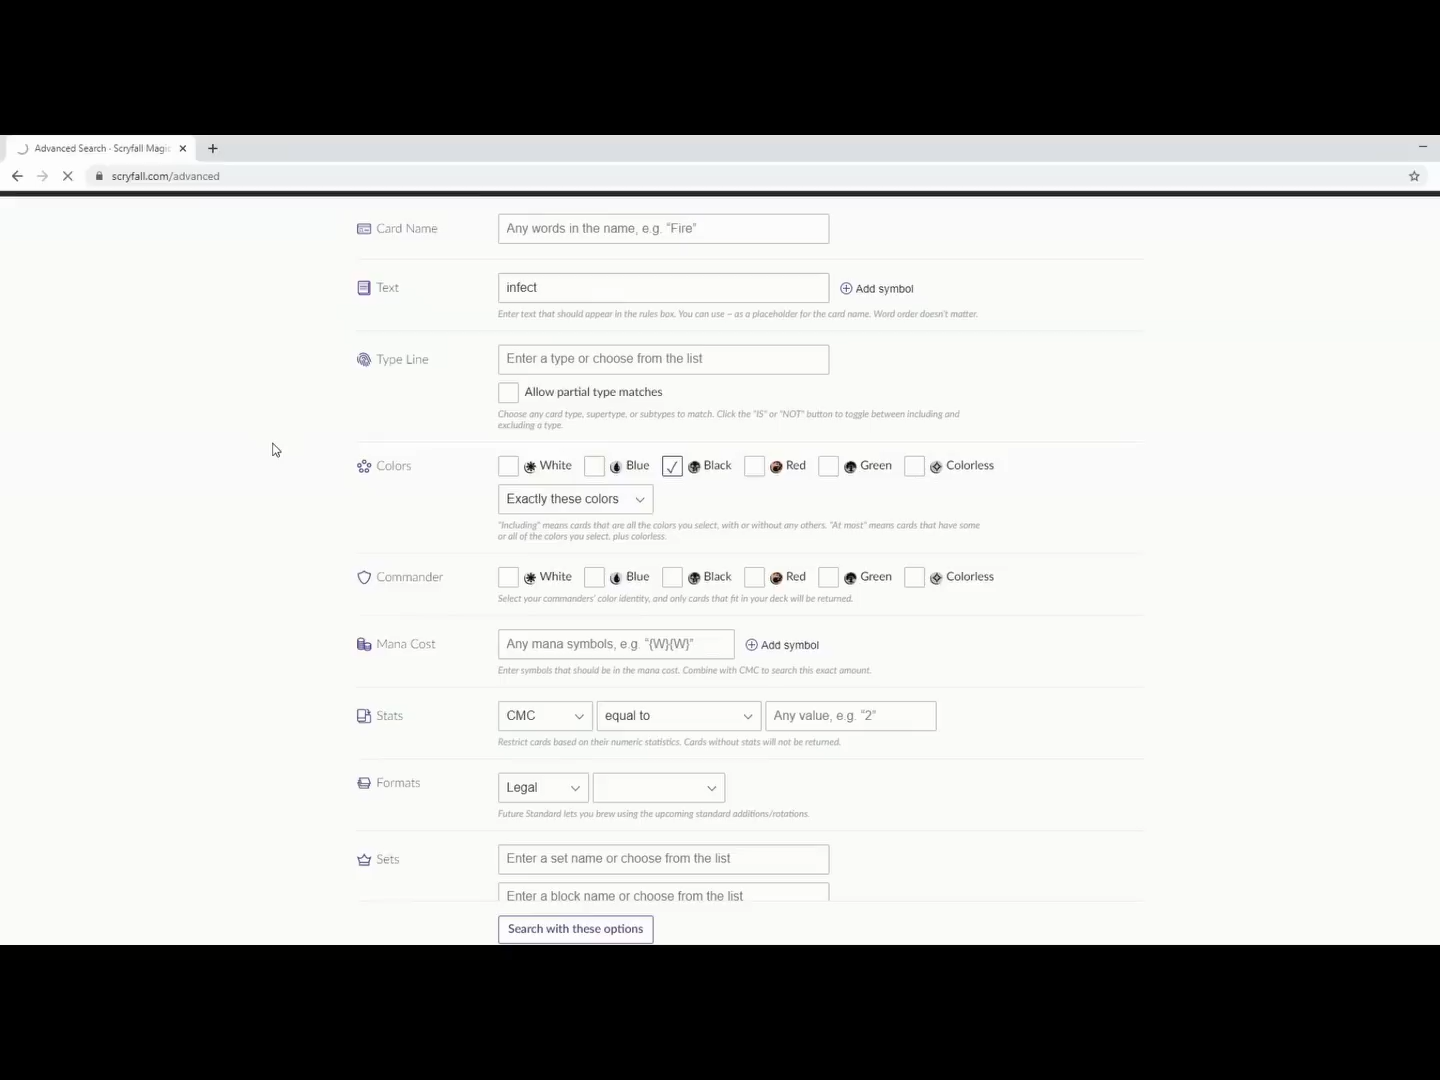 Advanced Search - Scryfall Magic
scryfall.com/advanced
Card Name
Any words in the name, e.g. “Fire”
Text
infect
Add symbol
Enter text that should appear in the rules box. You can use ~ as a placeholder for the card name. Word order doesn't matter.
Type Line
Enter a type or choose from the list
Allow partial type matches
Choose any card type, supertype, or subtypes to match. Click the "IS" or "NOT" button to toggle between including and
excluding a type.
Colors
White Blue Black Red Green Colorless
Exactly these colors
"Including" means cards that are all the colors you select, with or without any others. "At most" means cards that have some
or all of the colors you select, plus colorless.
Commander
White Blue Black Red Green Colorless
Select your commanders' color identity, and only cards that fit in your deck will be returned.
Mana Cost
Any mana symbols, e.g. “{W}{W}”
Add symbol
Enter symbols that should be in the mana cost. Combine with CMC to search this exact amount.
Stats
CMC equal to Any value, e.g. “2”
Restrict cards based on their numeric statistics. Cards without stats will not be returned.
Formats
Legal
Future Standard lets you brew using the upcoming standard additions/rotations.
Sets
Enter a set name or choose from the list
Enter a block name or choose from the list
Search with these options